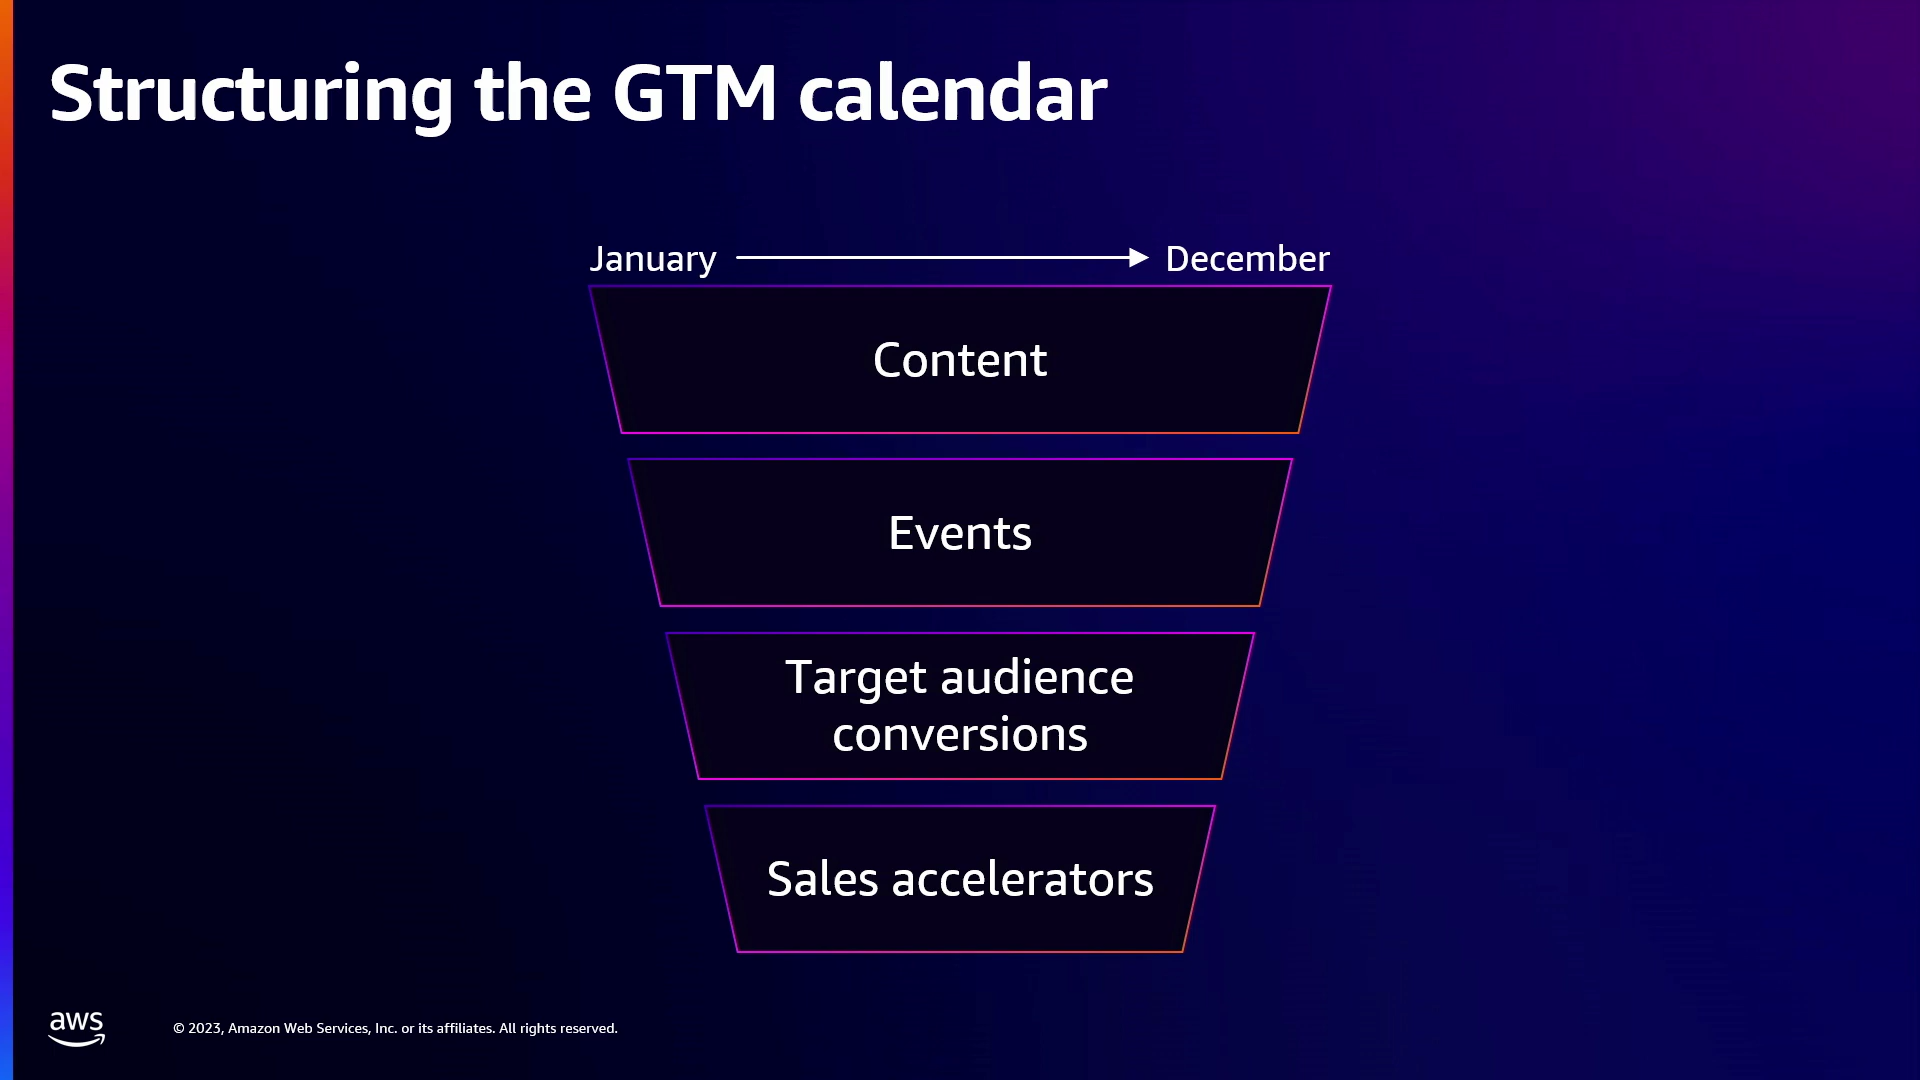 Structuring the GTM calendar
January December
Content
Events
Target audience
conversions
Sales accelerators
aws
© 2023, Amazon Web Services, Inc. or its affiliates. All rights reserved.